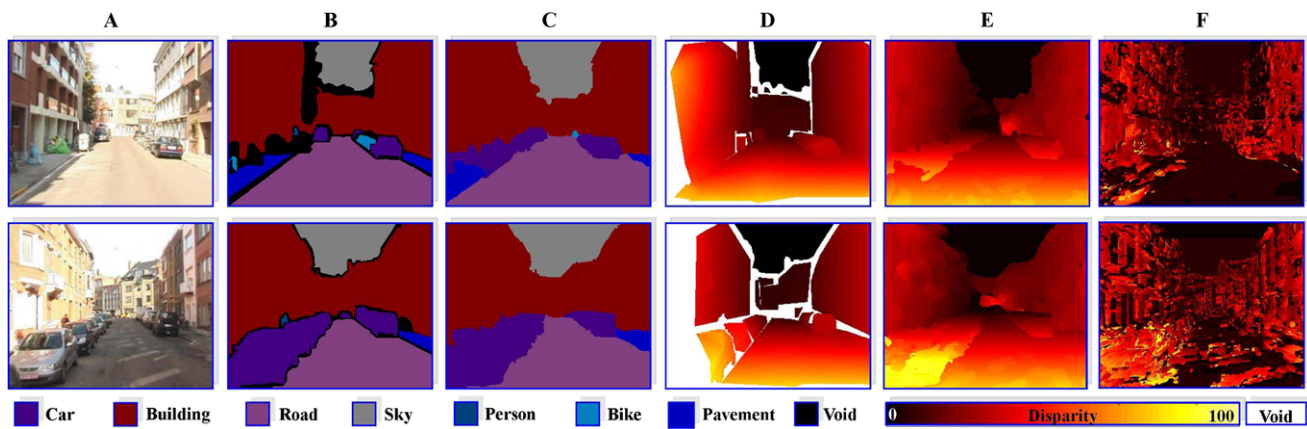 A B C D E F
Car Building Road Sky Person Bike Pavement Void 0 Disparity 100 Void